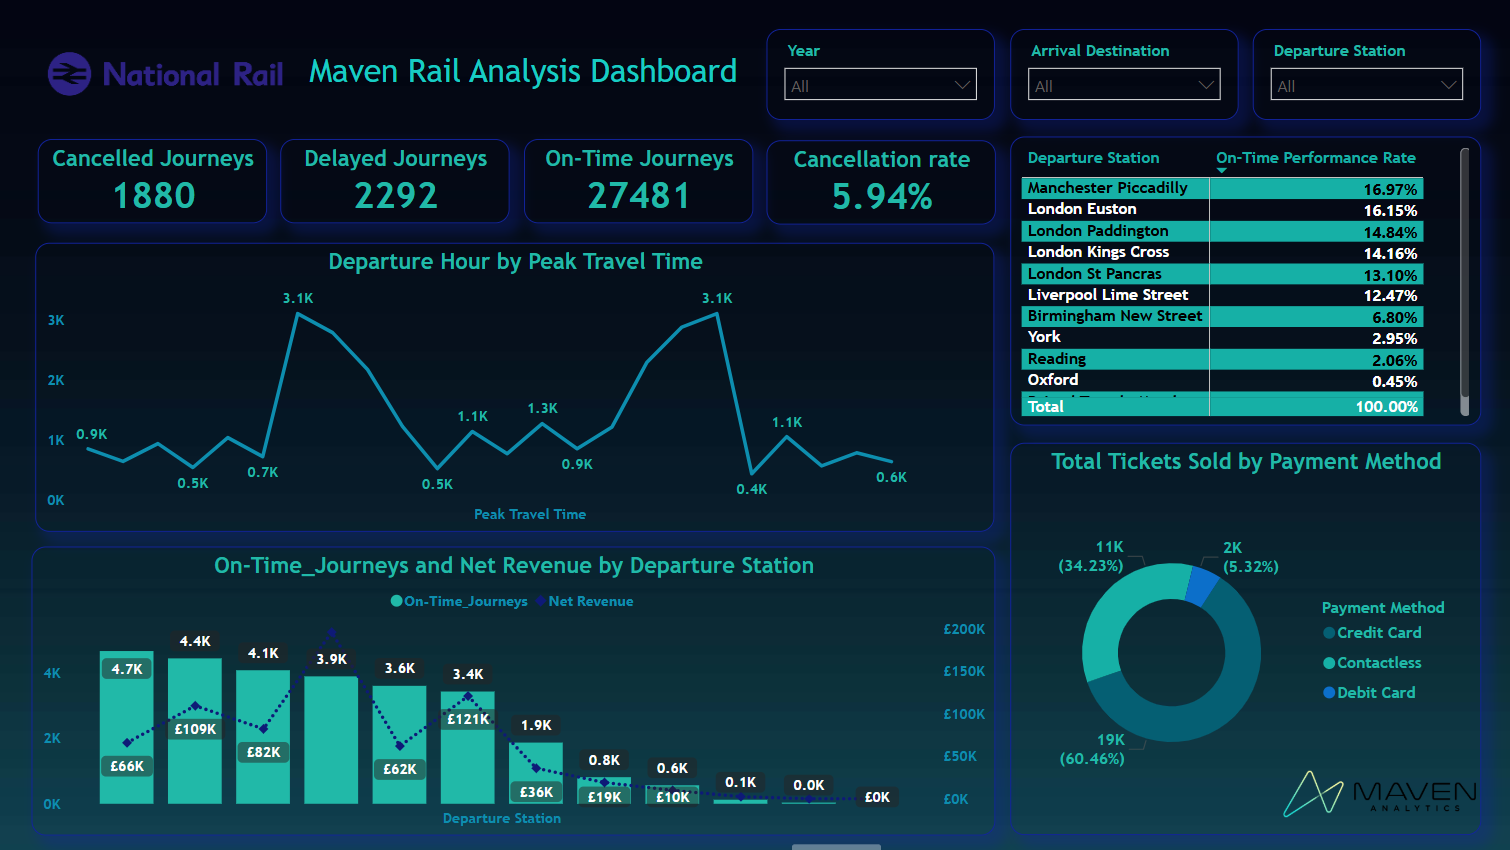 National Rail
Maven Rail Analysis Dashboard
Year
All
Arrival Destination
All
Departure Station
All
Cancelled Journeys
1880
Delayed Journeys
2292
On-Time Journeys
27481
Cancellation rate
5.94%
Departure Station On-Time Performance Rate
Manchester Piccadilly 16.97%
London Euston 16.15%
London Paddington 14.84%
London Kings Cross 14.16%
London St Pancras 13.10%
Liverpool Lime Street 12.47%
Birmingham New Street 6.80%
York 2.95%
Reading 2.06%
Oxford 0.45%
Total 100.00%
Departure Hour by Peak Travel Time
3K
2K
1K
0K
0.9K
0.5K
0.7K
3.1K
0.5K
1.1K
1.3K
0.9K
3.1K
0.4K
1.1K
0.6K
Peak Travel Time
On-Time_Journeys and Net Revenue by Departure Station
On-Time_Journeys Net Revenue
4K
2K
0K
4.7K
4.4K
4.1K
3.9K
3.6K
3.4K
1.9K
0.8K
0.6K
0.1K
0.0K
£66K
£109K
£82K
£62K
£121K
£36K
£19K
£10K
£0K
£200K
£150K
£100K
£50K
£0K
Departure Station
Total Tickets Sold by Payment Method
11K
(34.23%)
2K
(5.32%)
19K
(60.46%)
Payment Method
Credit Card
Contactless
Debit Card
MAVEN
ANALYTICS